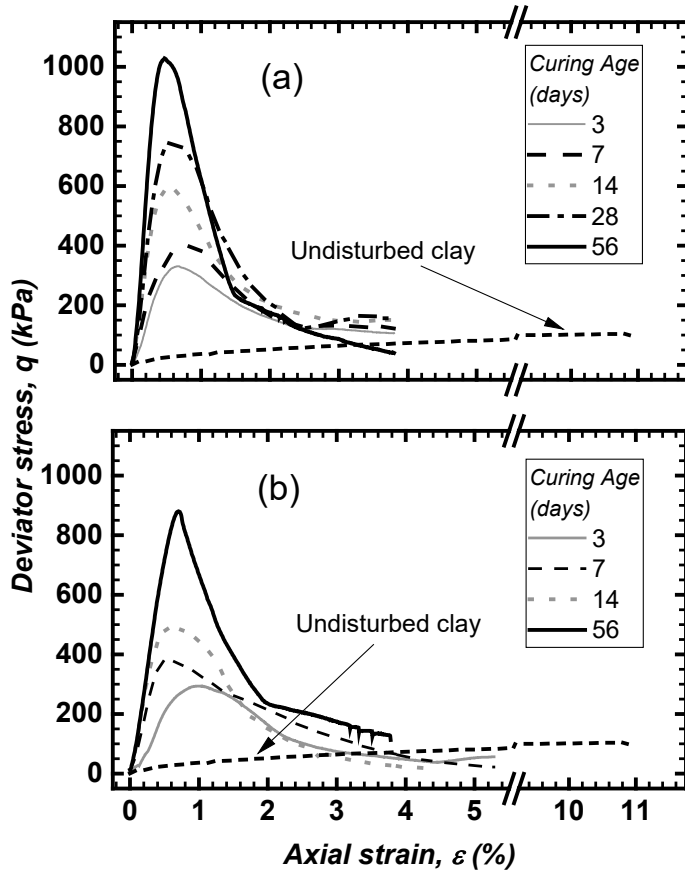 (a)
1000
800
600
400
200
0
Curing Age
(days)
3
7
14
28
56
Undisturbed clay
Deviator stress, q (kPa)
(b)
1000
800
600
400
200
0
Curing Age
(days)
3
7
14
56
Undisturbed clay
0 1 2 3 4 5 10 11
Axial strain, ε (%)